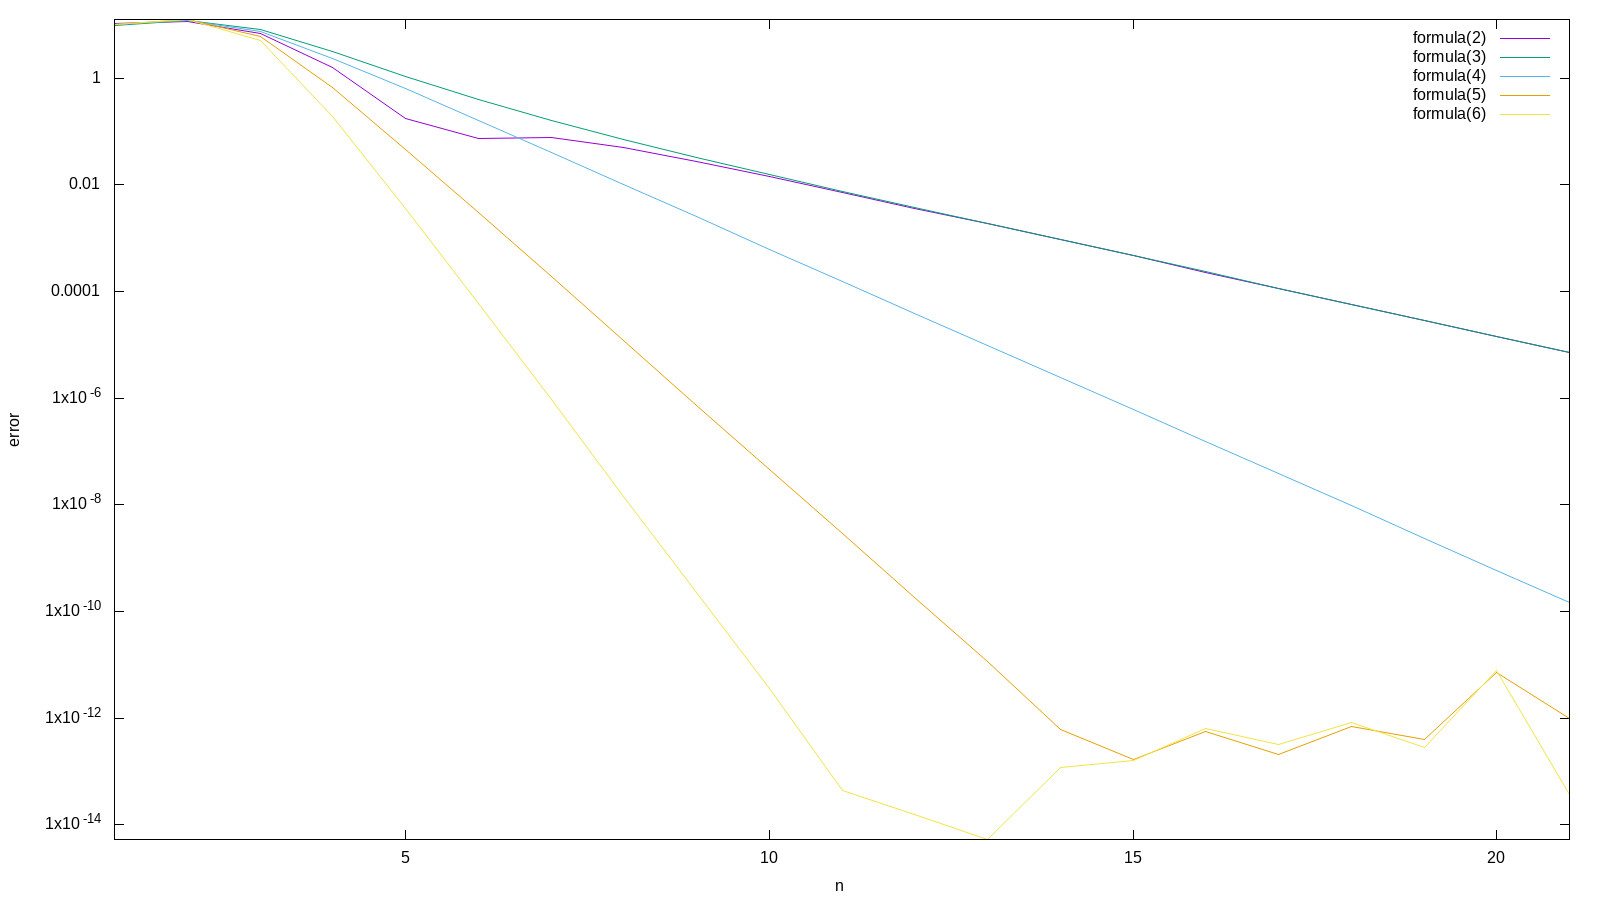 formula(2)
formula(3)
formula(4)
formula(5)
formula(6)
1
0.01
0.0001
1x10-6
1x10-8
1x10-10
1x10-12
1x10-14
error
5 10 15 20
n